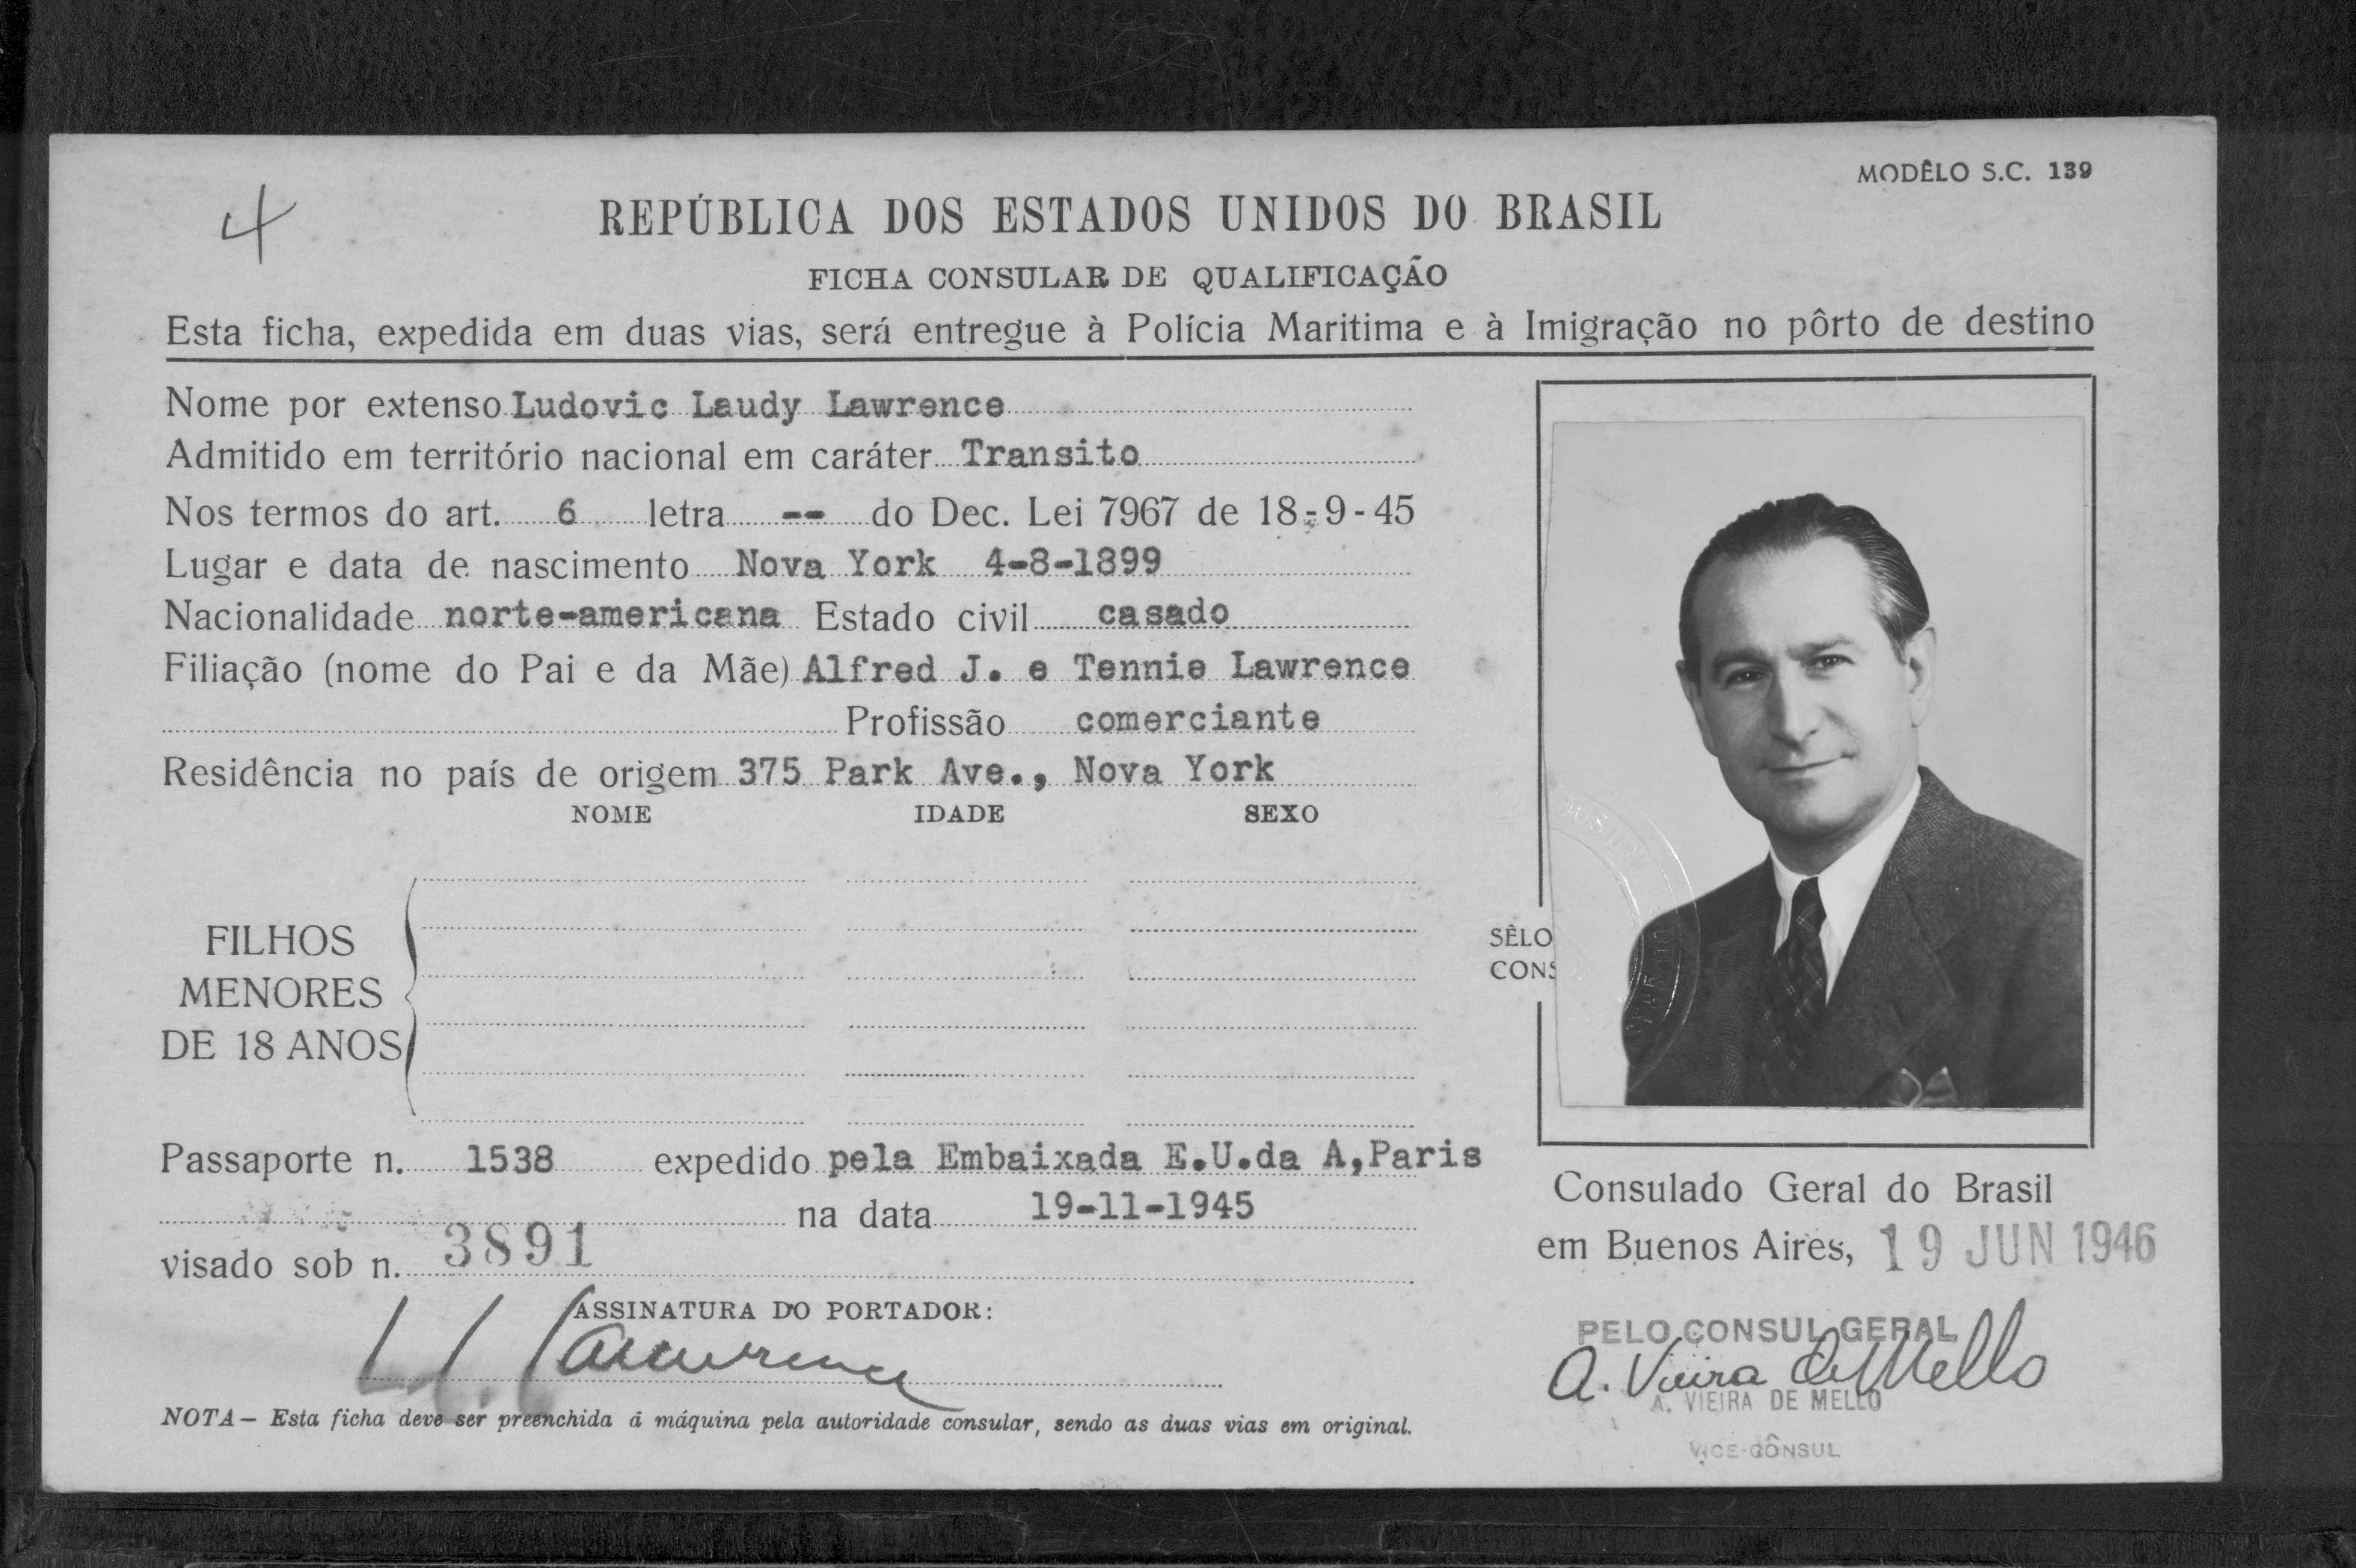 4
MODÊLO S.C. 139
REPÚBLICA DOS ESTADOS UNIDOS DO BRASIL
FICHA CONSULAR DE QUALIFICAÇÃO
Esta ficha, expedida em duas vias, será entregue à Polícia Maritima e à Imigração no pôrto de destino
Nome por extenso Ludovic Laudy Lawrence
Admitido em território nacional em caráter Transito
Nos termos do art. 6 letra -- do Dec. Lei 7967 de 18-9-45
Lugar e data de nascimento Nova York 4-8-1899
Nacionalidade norte-americana Estado civil casado
Filiação (nome do Pai e da Mãe) Alfred J. e Tennie Lawrence
Profissão comerciante
Residência no país de origem 375 Park Ave., Nova York
NOME IDADE SEXO
FILHOS
MENORES
DE 18 ANOS
SÊLO
CONS
Passaporte n. 1538 expedido pela Embaixada E.U.da A,Paris
na data 19-11-1945
visado sob n. 3891
ASSINATURA DO PORTADOR:
L. L. Lawrence
NOTA — Esta ficha deve ser preenchida á máquina pela autoridade consular, sendo as duas vias em original.
Consulado Geral do Brasil
em Buenos Aires, 19 JUN 1946
PELO CONSUL GERAL
A. Vieira de Mello
A. VIEIRA DE MELLO
VICE-CÔNSUL